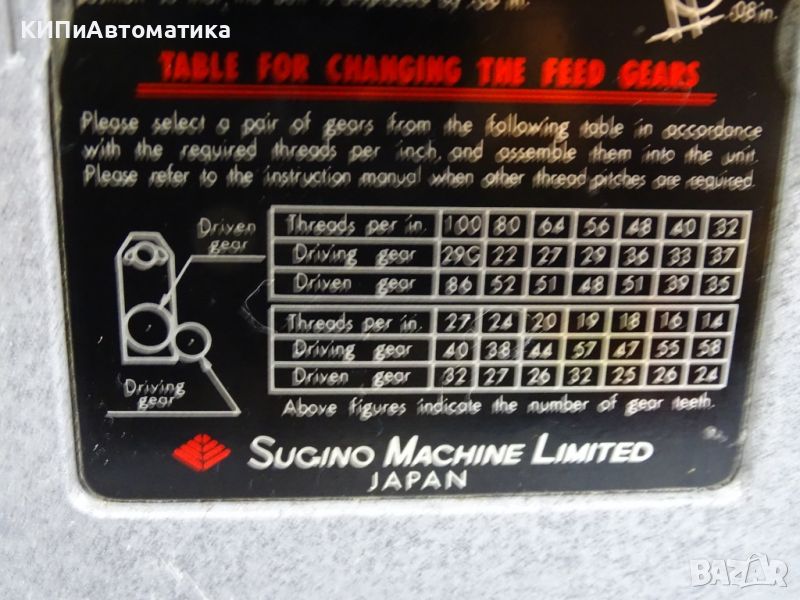 КИПиАвтоматика
.08 in.
TABLE FOR CHANGING THE FEED GEARS
Please select a pair of gears from the following table in accordance
with the required threads per inch, and assemble them into the unit.
Please refer to the instruction manual when other thread pitches are required.
Driven gear
Threads per in. 100 80 64 56 48 40 32
Driving gear 29G 22 27 29 36 33 37
Driven gear 86 52 51 48 51 39 35
Threads per in. 27 24 20 19 18 16 14
Driving gear 40 38 44 57 47 55 58
Driven gear 32 27 26 32 25 26 24
Driving gear
Above figures indicate the number of gear teeth.
SUGINO MACHINE LIMITED
JAPAN
BAZAR